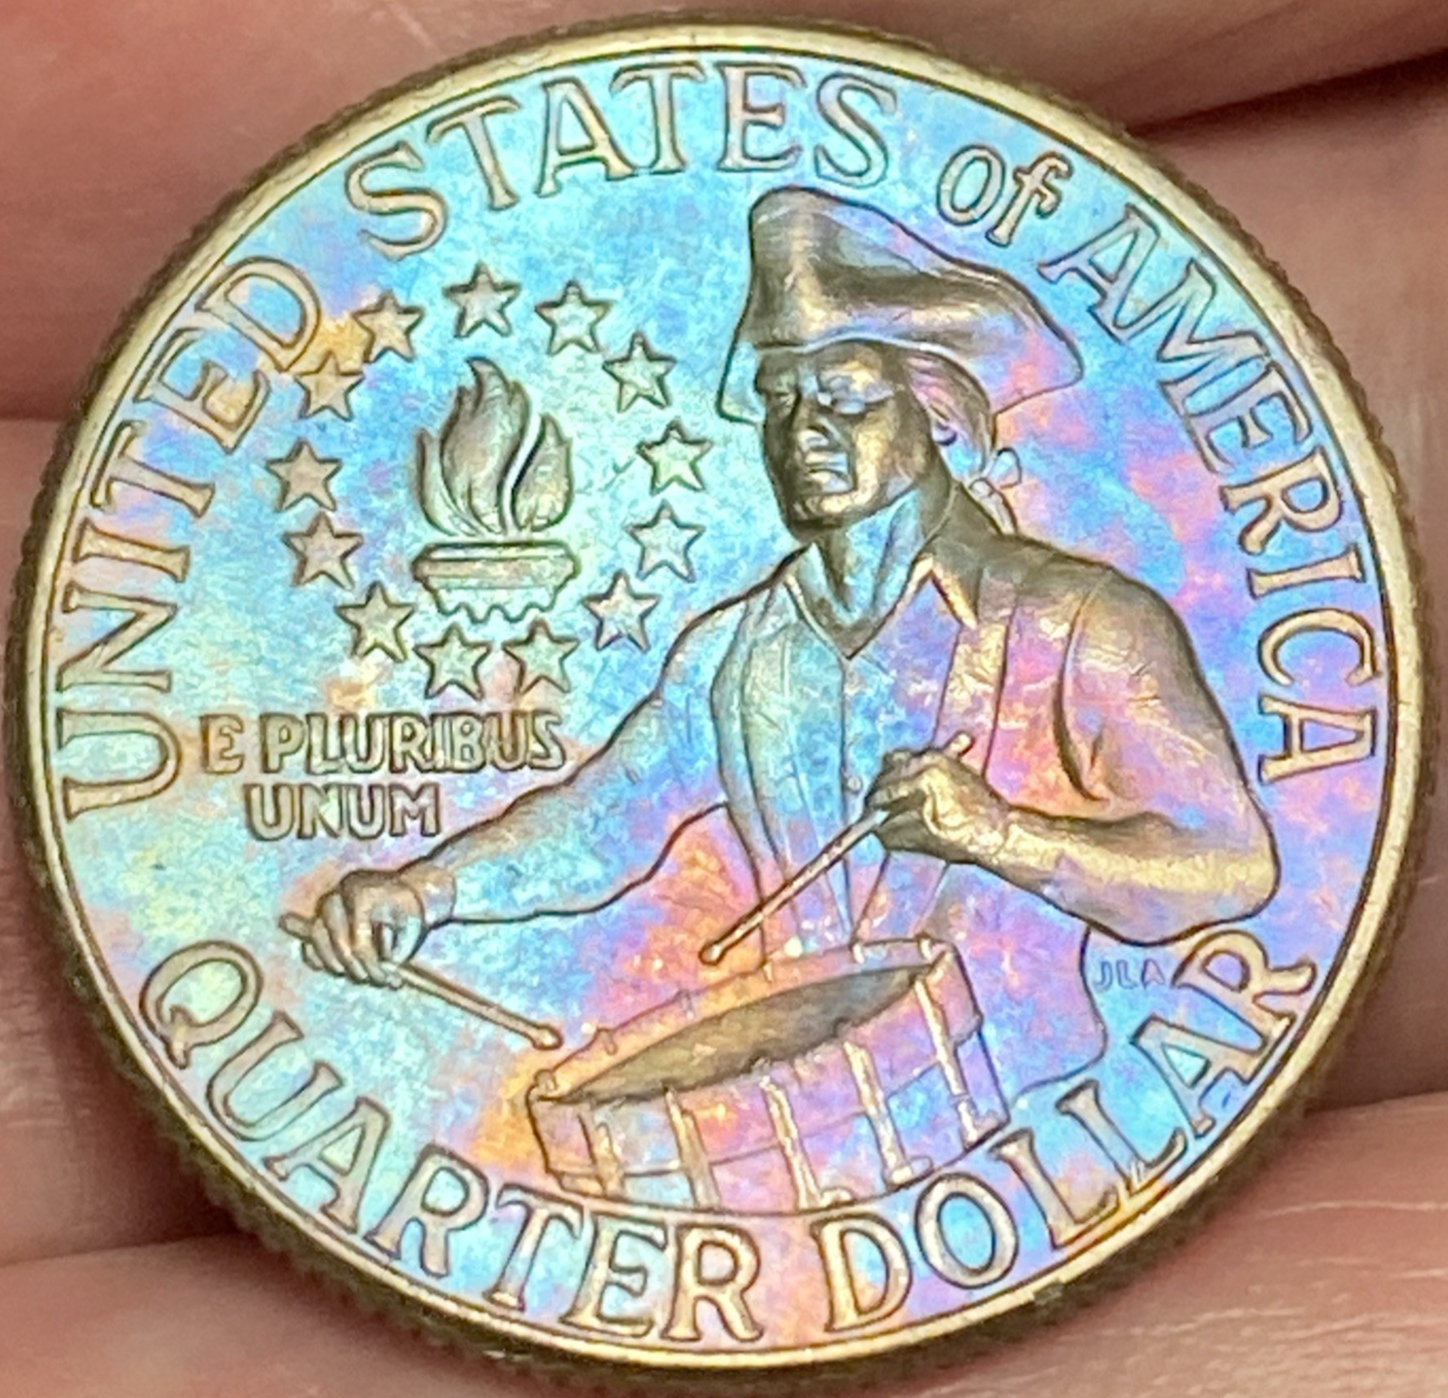 UNITED STATES of AMERICA
E PLURIBUS
UNUM
JLA
QUARTER DOLLAR